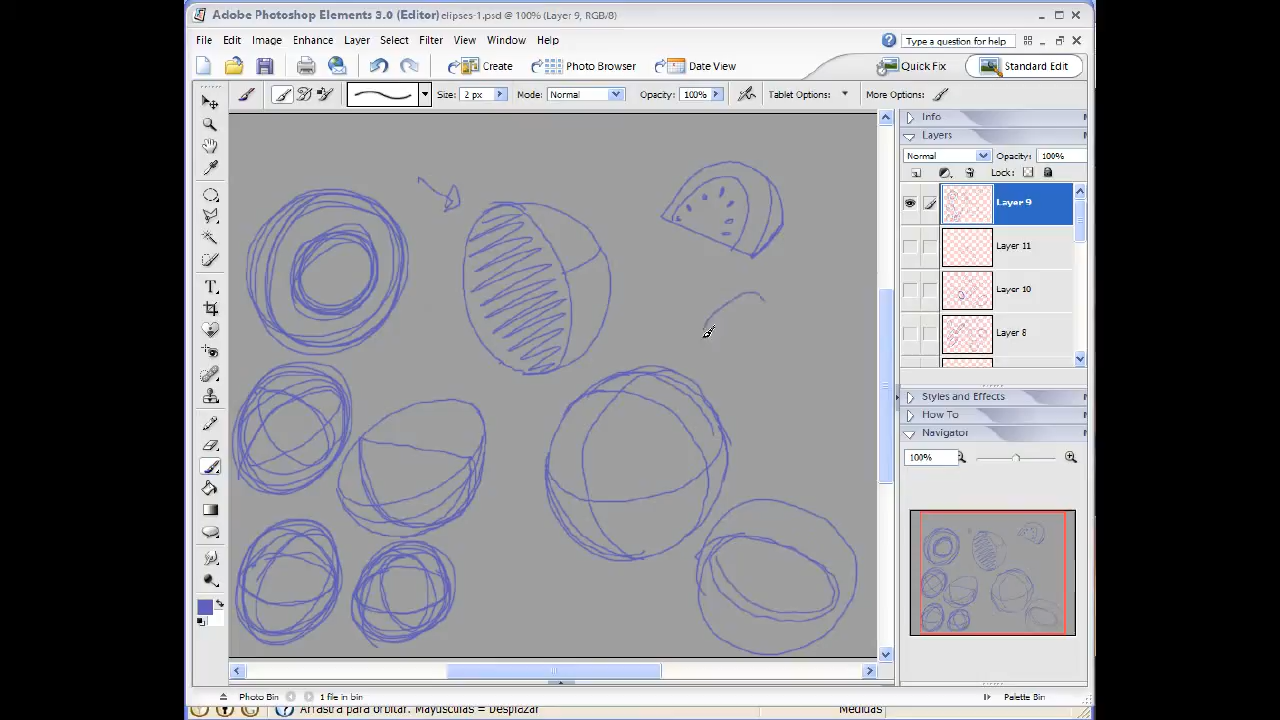 Adobe Photoshop Elements 3.0 (Editor) elipses-1.psd @ 100% (Layer 9, RGB/8)
File Edit Image Enhance Layer Select Filter View Window Help
Type a question for help
Create Photo Browser Date View Quick Fix Standard Edit
Size: 2 px Mode: Normal Opacity: 100% Tablet Options: More Options:
Info
Layers
Normal Opacity: 100%
Lock:
Layer 9
Layer 11
Layer 10
Layer 8
Styles and Effects
How To
Navigator
100%
Photo Bin 1 file in bin Palette Bin
Arrastra para orbitar. Mayúsculas = Desplazar Medidas